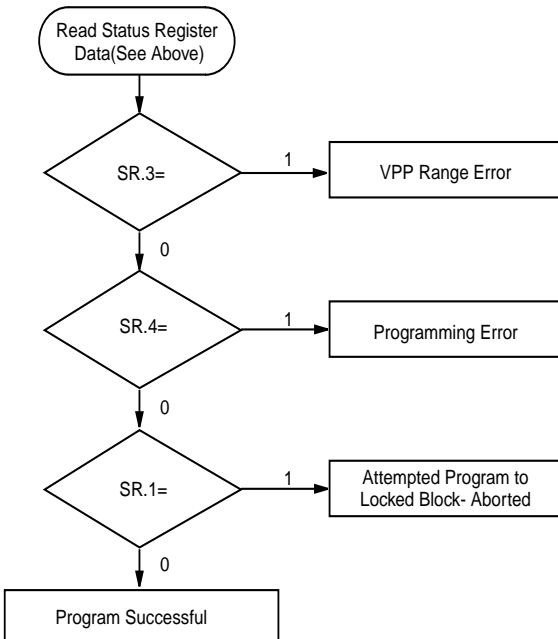 Read Status Register
Data(See Above)
SR.3=
1
VPP Range Error
0
SR.4=
1
Programming Error
0
SR.1=
1
Attempted Program to
Locked Block- Aborted
0
Program Successful